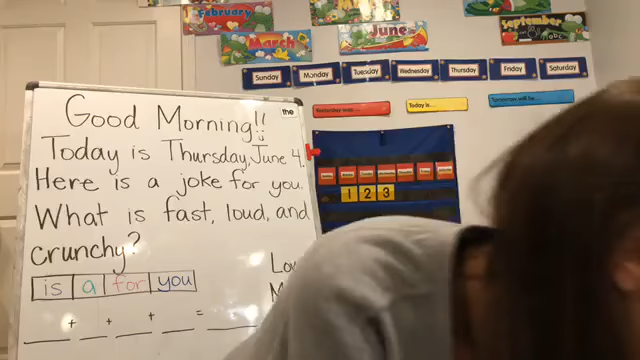 February
March
June
September
Sunday Monday Tuesday Wednesday Thursday Friday Saturday
Yesterday was... Today is... Tomorrow will be...
the
Good Morning!!
Today is Thursday, June 4.
Here is a joke for you.
What is fast, loud, and
crunchy?
is a for you
+ + + =
1 2 3